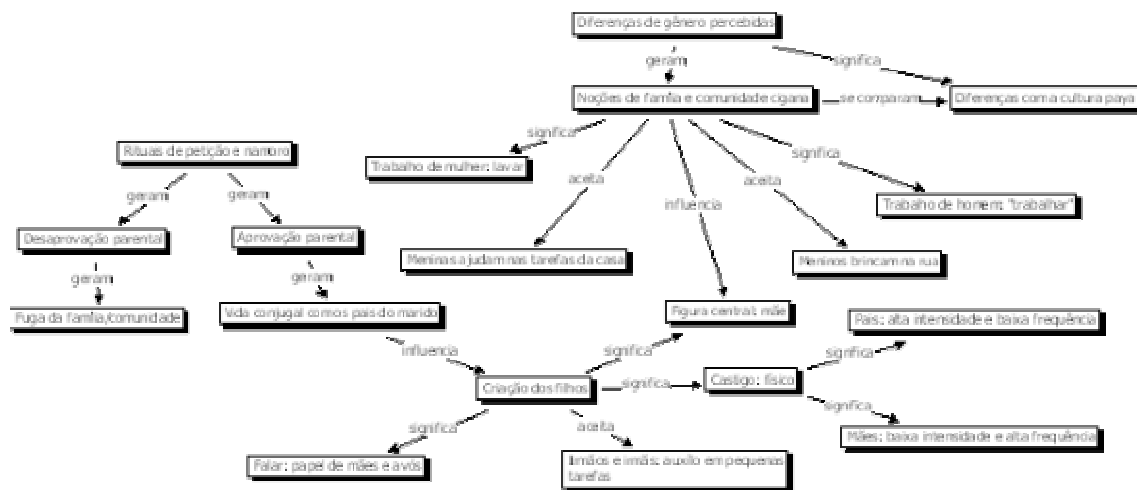 Diferenças de gênero percebidas
geram
significa
Noções de família e comunidade cigana
se comparam
Diferenças com a cultura paya
Rituas de petição e namoro
significa
Trabalho de mulher: lavar
aceita
influencia
aceita
significa
geram
geram
Trabaho de homem: "trabalhar"
Desaprovação parental
Aprovação parental
Meninas ajudam nas tarefas da casa
Meninos brincam na rua
geram
geram
Fuga da família/comunidade
Vida conjugal com os pais do marido
Figura central: mãe
Pais: alta intensidade e baixa frequência
influencia
significa
significa
Criação dos filhos
significa
Castigo: físico
significa
aceita
significa
Mães: baixa intensidade e alta frequência
Falar: papel de mães e avós
Irmãos e irmãs: auxílo em pequenas
tarefas